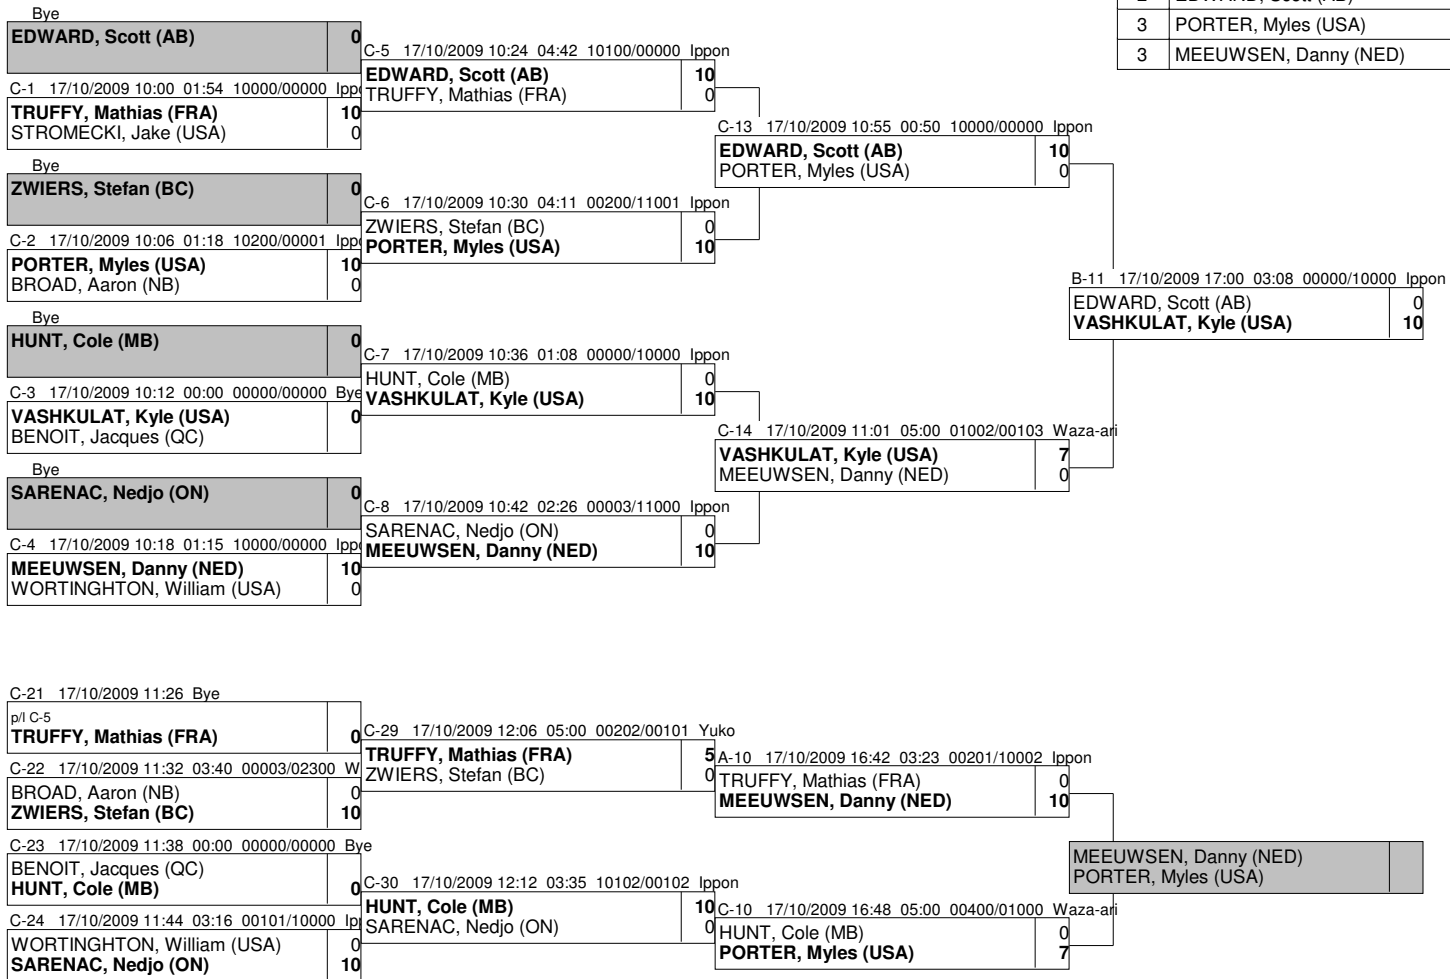 Bye
EDWARD, Scott (AB) 0
C-1 17/10/2009 10:00 01:54 10000/00000
TRUFFY, Mathias (FRA) 10
STROMECKI, Jake (USA) 0
Bye
ZWIERS, Stefan (BC) 0
C-2 17/10/2009 10:06 01:18 10200/00001
PORTER, Myles (USA) 10
BROAD, Aaron (NB) 0
Bye
HUNT, Cole (MB) 0
C-3 17/10/2009 10:12 00:00 00000/00000 Bye
VASHKULAT, Kyle (USA) 0
BENOIT, Jacques (QC)
Bye
SARENAC, Nedjo (ON) 0
C-4 17/10/2009 10:18 01:15 10000/00000
MEEUWSEN, Danny (NED) 10
WORTINGHTON, William (USA) 0
C-5 17/10/2009 10:24 04:42 10100/00000 Ippon
EDWARD, Scott (AB) 10
TRUFFY, Mathias (FRA) 0
C-6 17/10/2009 10:30 04:11 00200/11001 Ippon
ZWIERS, Stefan (BC) 0
PORTER, Myles (USA) 10
C-7 17/10/2009 10:36 01:08 00000/10000 Ippon
HUNT, Cole (MB) 0
VASHKULAT, Kyle (USA) 10
C-8 17/10/2009 10:42 02:26 00003/11000 Ippon
SARENAC, Nedjo (ON) 0
MEEUWSEN, Danny (NED) 10
C-13 17/10/2009 10:55 00:50 10000/00000 Ippon
EDWARD, Scott (AB) 10
PORTER, Myles (USA) 0
C-14 17/10/2009 11:01 05:00 01002/00103 Waza-ari
VASHKULAT, Kyle (USA) 7
MEEUWSEN, Danny (NED) 0
3 PORTER, Myles (USA)
3 MEEUWSEN, Danny (NED)
B-11 17/10/2009 17:00 03:08 00000/10000 Ippon
EDWARD, Scott (AB) 0
VASHKULAT, Kyle (USA) 10
C-21 17/10/2009 11:26 Bye
p/l C-5
TRUFFY, Mathias (FRA) 0
C-22 17/10/2009 11:32 03:40 00003/02300
BROAD, Aaron (NB) 0
ZWIERS, Stefan (BC) 10
C-23 17/10/2009 11:38 00:00 00000/00000 Bye
BENOIT, Jacques (QC)
HUNT, Cole (MB) 0
C-24 17/10/2009 11:44 03:16 00101/10000
WORTINGHTON, William (USA) 0
SARENAC, Nedjo (ON) 10
C-29 17/10/2009 12:06 05:00 00202/00101 Yuko
TRUFFY, Mathias (FRA) 5
ZWIERS, Stefan (BC) 0
C-30 17/10/2009 12:12 03:35 10102/00102 Ippon
HUNT, Cole (MB) 10
SARENAC, Nedjo (ON) 0
A-10 17/10/2009 16:42 03:23 00201/10002 Ippon
TRUFFY, Mathias (FRA) 0
MEEUWSEN, Danny (NED) 10
C-10 17/10/2009 16:48 05:00 00400/01000 Waza-ari
HUNT, Cole (MB) 0
PORTER, Myles (USA) 7
MEEUWSEN, Danny (NED)
PORTER, Myles (USA)